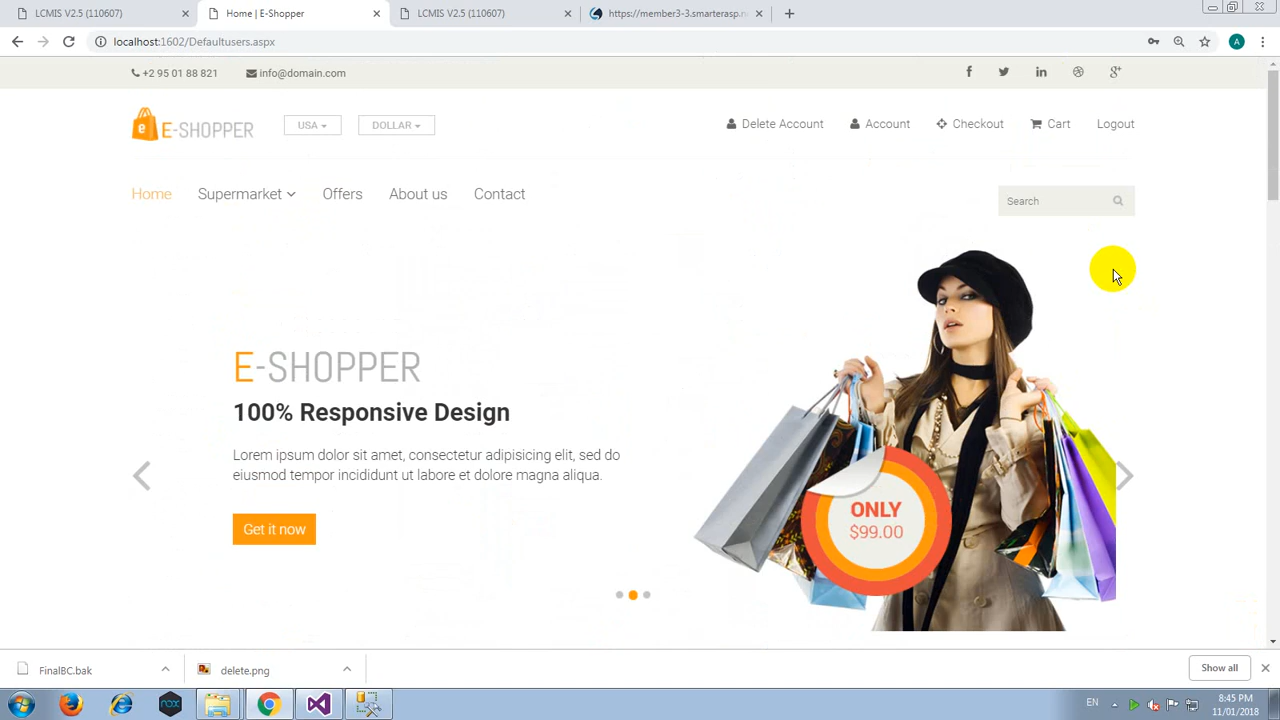 LCMIS V2.5 (110607)
Home | E-Shopper
LCMIS V2.5 (110607)
https://member3-3.smarterasp.n
localhost:1602/Defaultusers.aspx
A
+2 95 01 88 821
info@domain.com
e E-SHOPPER
USA
DOLLAR
Delete Account
Account
Checkout
Cart
Logout
Home
Supermarket
Offers
About us
Contact
Search
E-SHOPPER
100% Responsive Design
Lorem ipsum dolor sit amet, consectetur adipisicing elit, sed do
eiusmod tempor incididunt ut labore et dolore magna aliqua.
Get it now
ONLY
$99.00
FinalBC.bak
delete.png
Show all
nox
EN
8:45 PM
11/01/2018